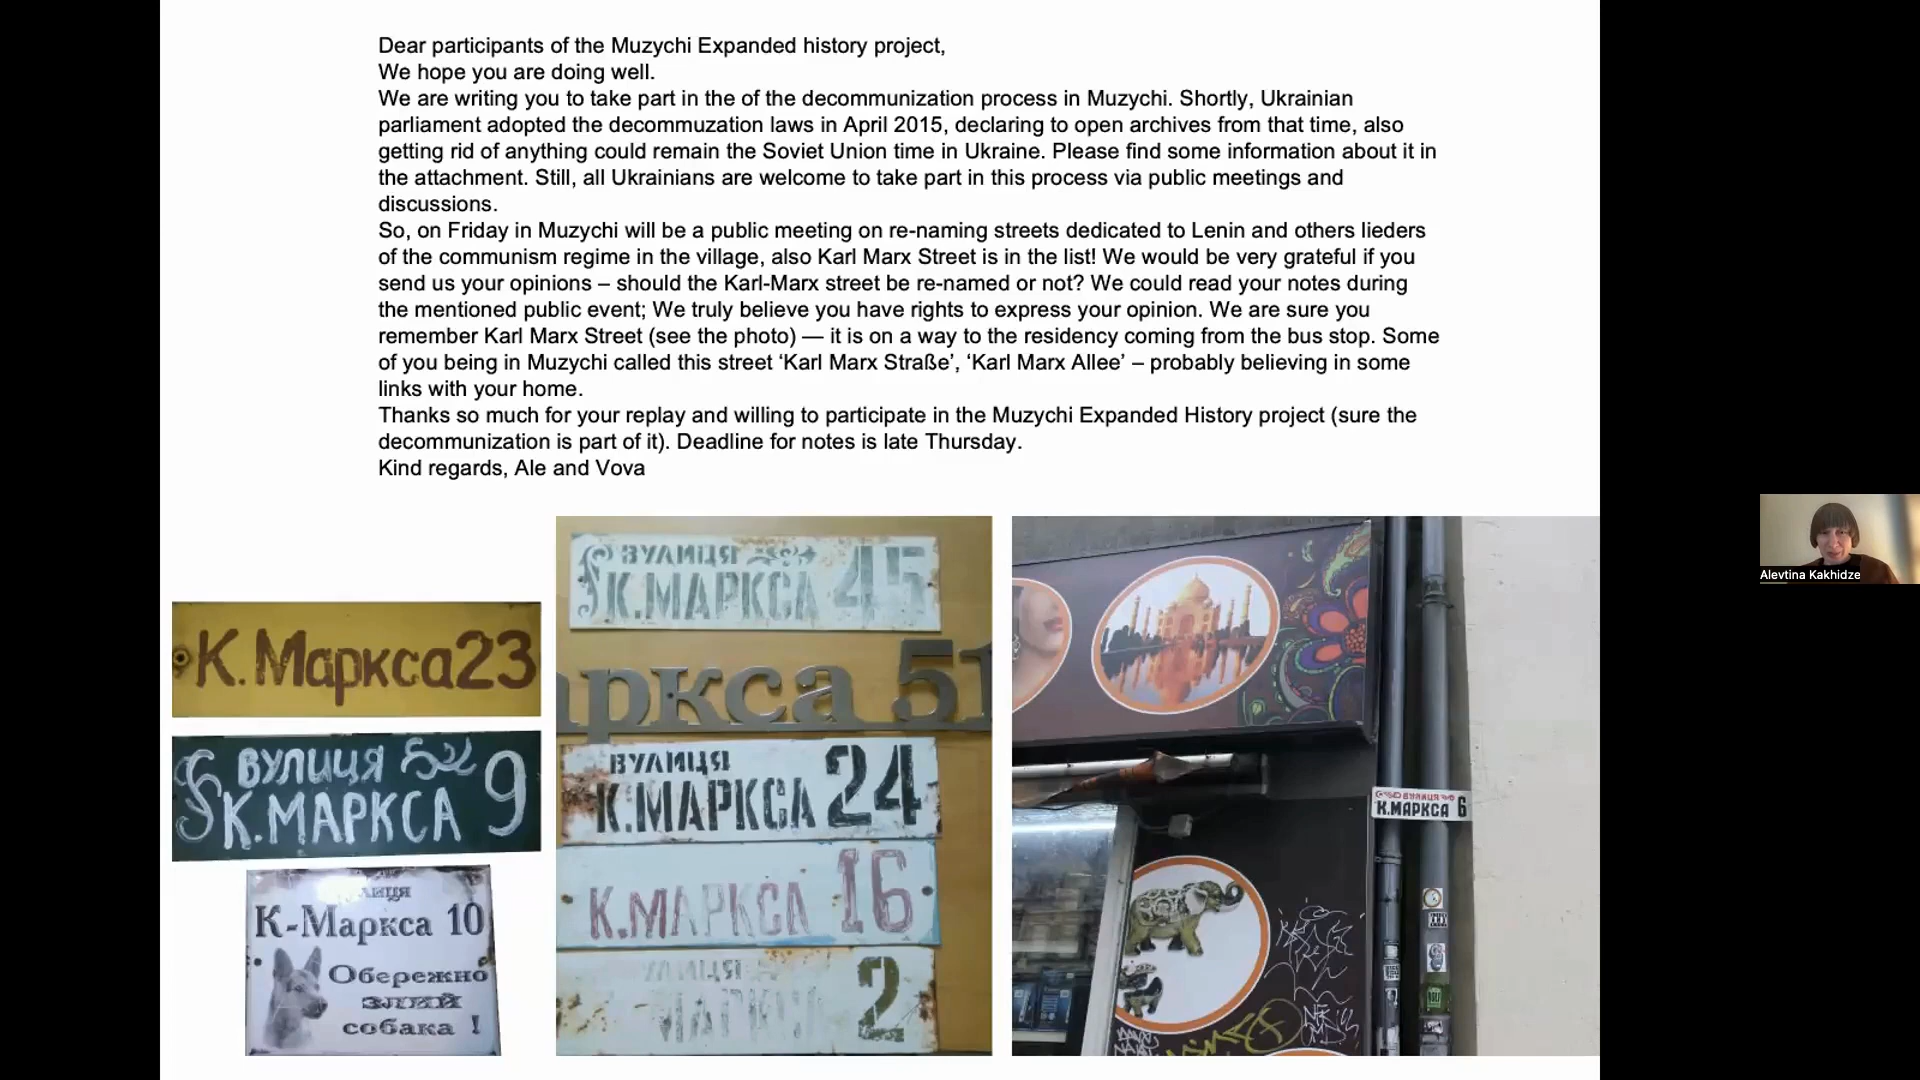 Dear participants of the Muzychi Expanded history project,
We hope you are doing well.
We are writing you to take part in the of the decommunization process in Muzychi. Shortly, Ukrainian
parliament adopted the decommuzation laws in April 2015, declaring to open archives from that time, also
getting rid of anything could remain the Soviet Union time in Ukraine. Please find some information about it in
the attachment. Still, all Ukrainians are welcome to take part in this process via public meetings and
discussions.
So, on Friday in Muzychi will be a public meeting on re-naming streets dedicated to Lenin and others lieders
of the communism regime in the village, also Karl Marx Street is in the list! We would be very grateful if you
send us your opinions – should the Karl-Marx street be re-named or not? We could read your notes during
the mentioned public event; We truly believe you have rights to express your opinion. We are sure you
remember Karl Marx Street (see the photo) — it is on a way to the residency coming from the bus stop. Some
of you being in Muzychi called this street ‘Karl Marx Straße’, ‘Karl Marx Allee’ – probably believing in some
links with your home.
Thanks so much for your replay and willing to participate in the Muzychi Expanded History project (sure the
decommunization is part of it). Deadline for notes is late Thursday.
Kind regards, Ale and Vova
К.Маркса 23
ВУЛИЦЯ
К.МАРКСА 9
К-Маркса 10
Обережно
злий
собака !
ВУЛИЦЯ
К.МАРКСА 45
аркса 51
ВУЛИЦЯ
К.МАРКСА 24
К.МАРКСА 16
ВУЛИЦЯ
МАРКСА 2
ВУЛИЦЯ
К.МАРКСА 6
Alevtina Kakhidze